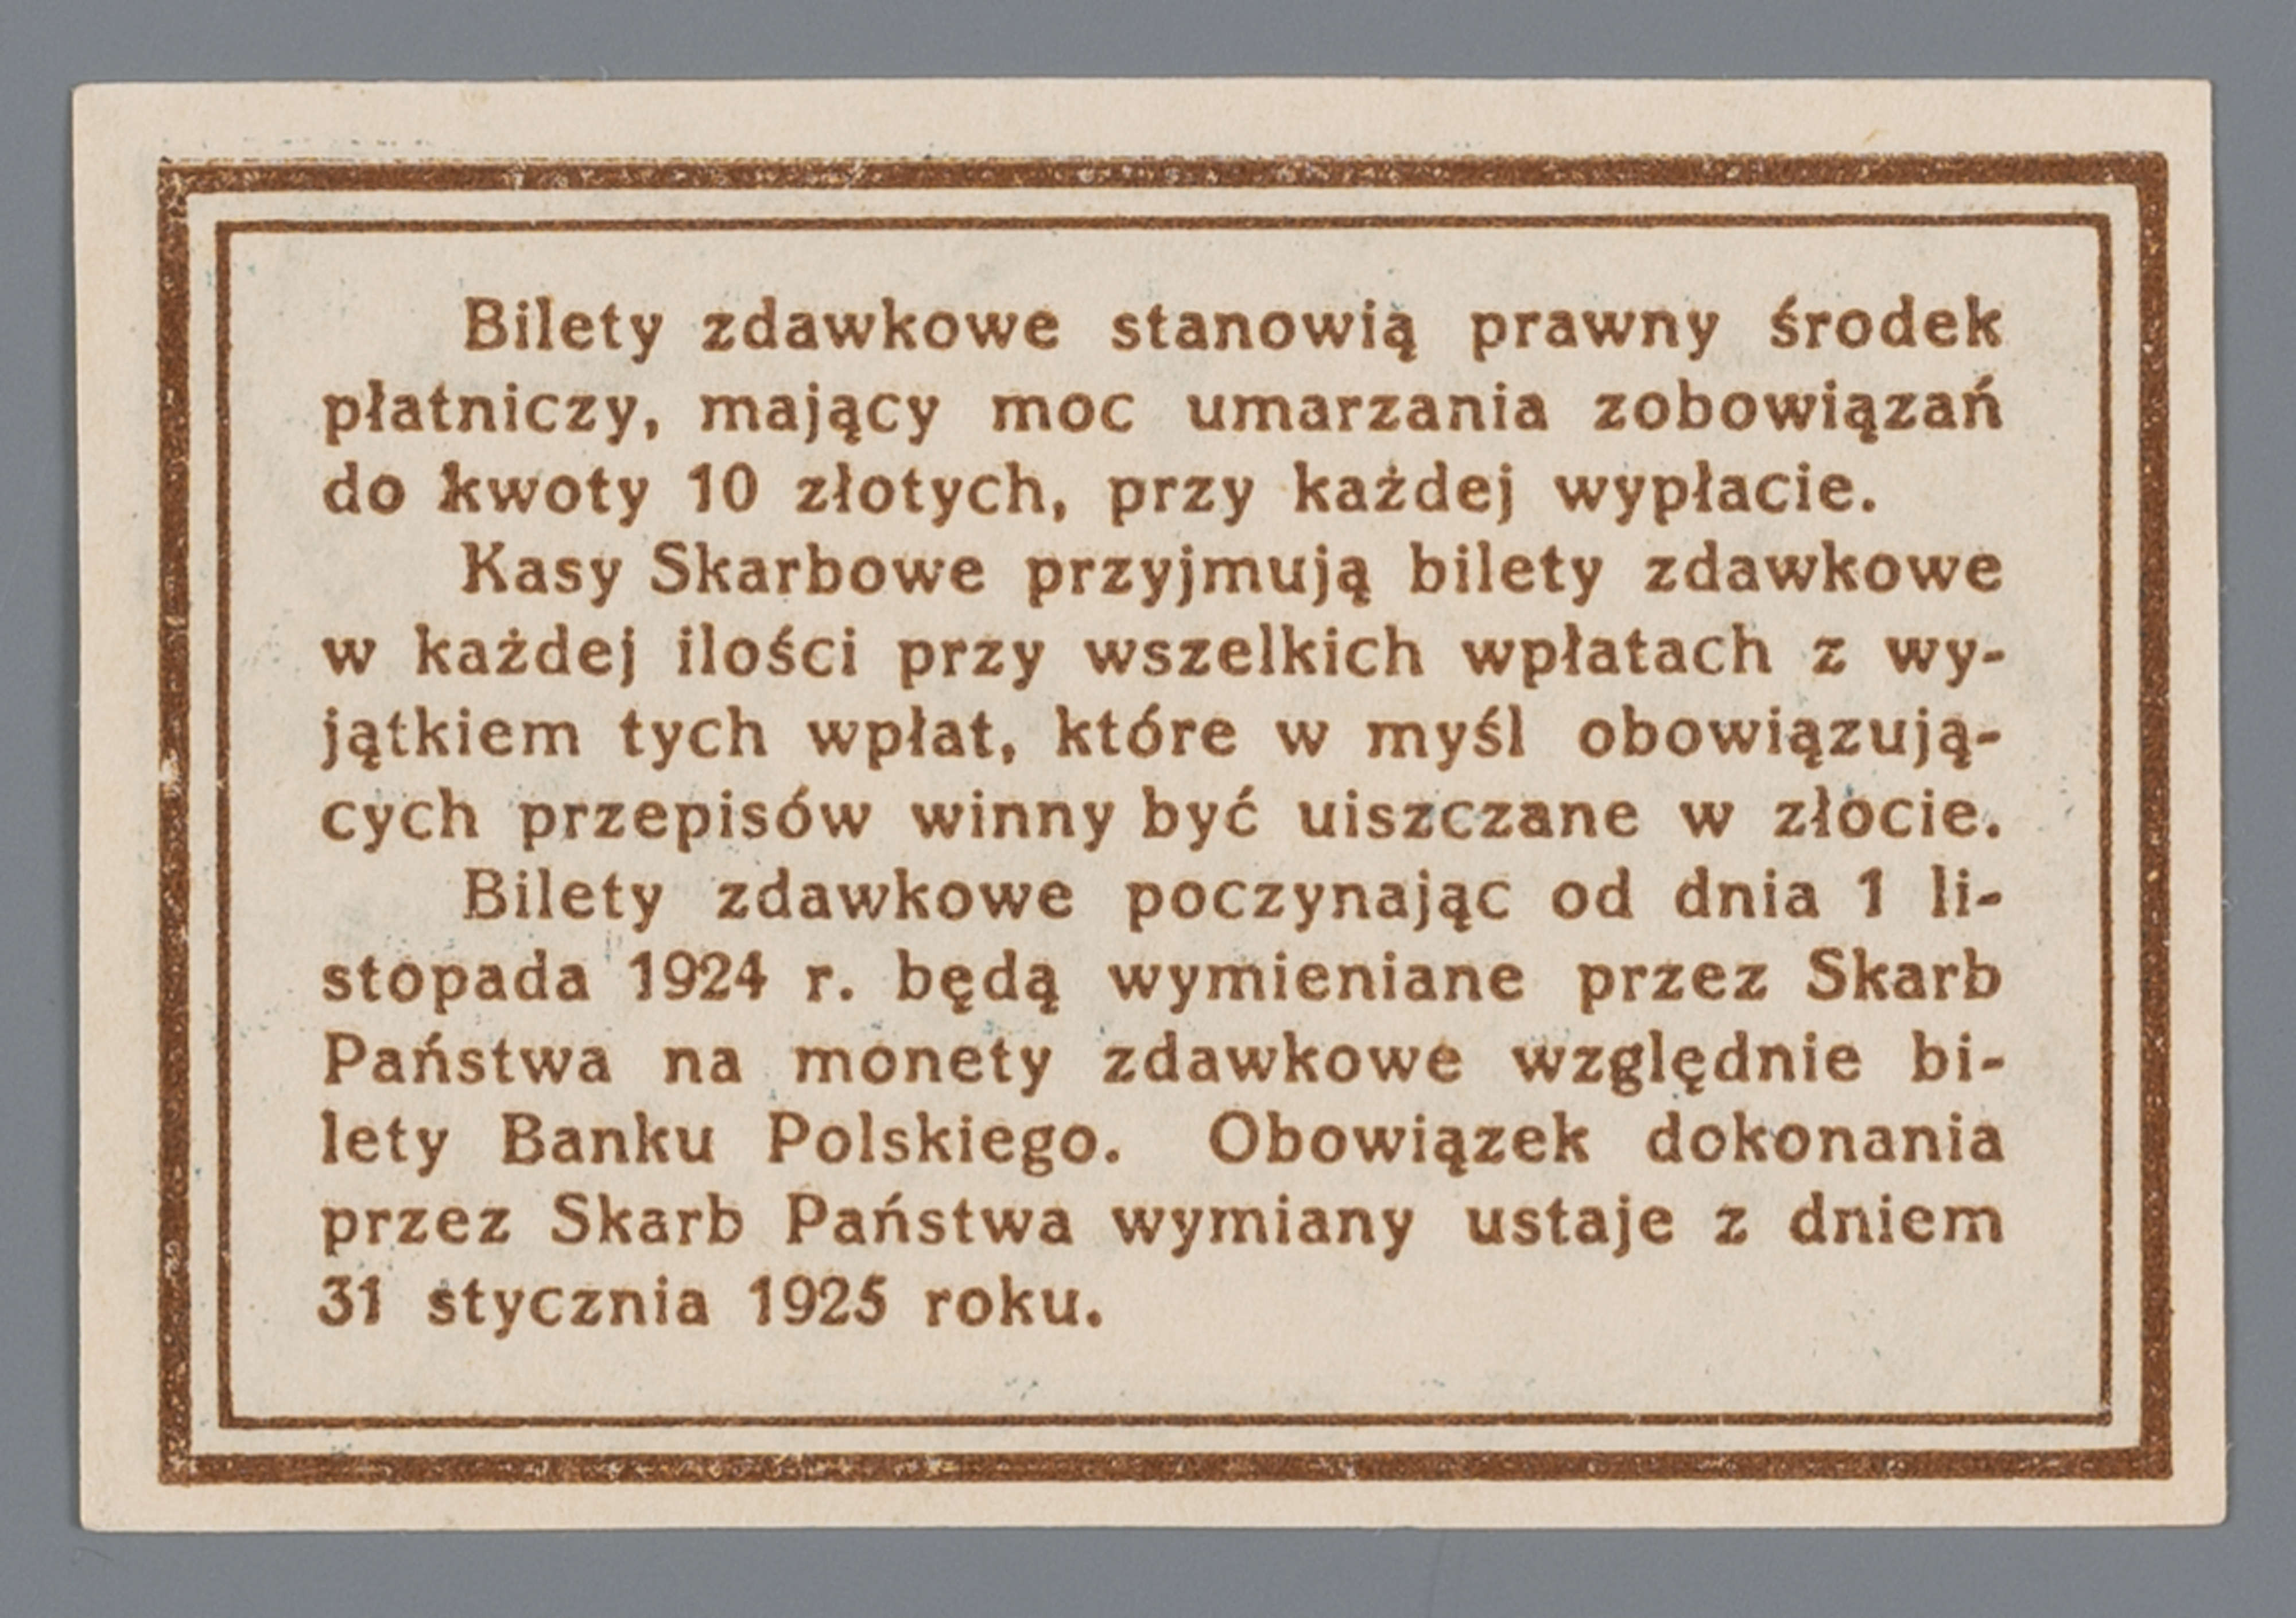 Bilety zdawkowe stanowią prawny środek
płatniczy, mający moc umarzania zobowiązań
do kwoty 10 złotych, przy każdej wypłacie.
Kasy Skarbowe przyjmują bilety zdawkowe
w każdej ilości przy wszelkich wpłatach z wy-
jątkiem tych wpłat, które w myśl obowiązują-
cych przepisów winny być uiszczane w złocie.
Bilety zdawkowe poczynając od dnia 1 li-
stopada 1924 r. będą wymieniane przez Skarb
Państwa na monety zdawkowe względnie bi-
lety Banku Polskiego. Obowiązek dokonania
przez Skarb Państwa wymiany ustaje z dniem
31 stycznia 1925 roku.